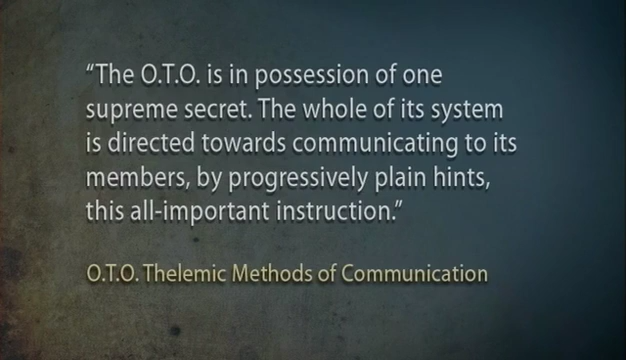 “The O.T.O. is in possession of one
supreme secret. The whole of its system
is directed towards communicating to its
members, by progressively plain hints,
this all-important instruction.”
O.T.O. Thelemic Methods of Communication